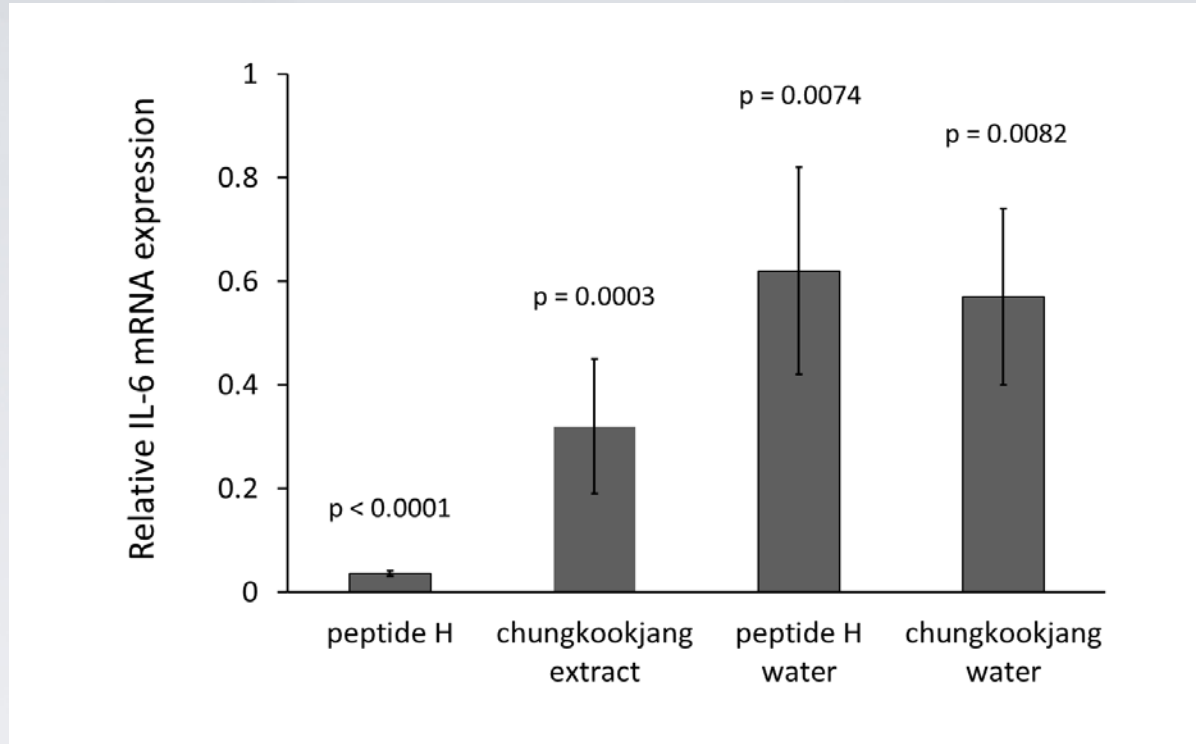 Relative IL-6 mRNA expression
1
0.8
0.6
0.4
0.2
0
p < 0.0001
p = 0.0003
p = 0.0074
p = 0.0082
peptide H
chungkookjang
extract
peptide H
water
chungkookjang
water